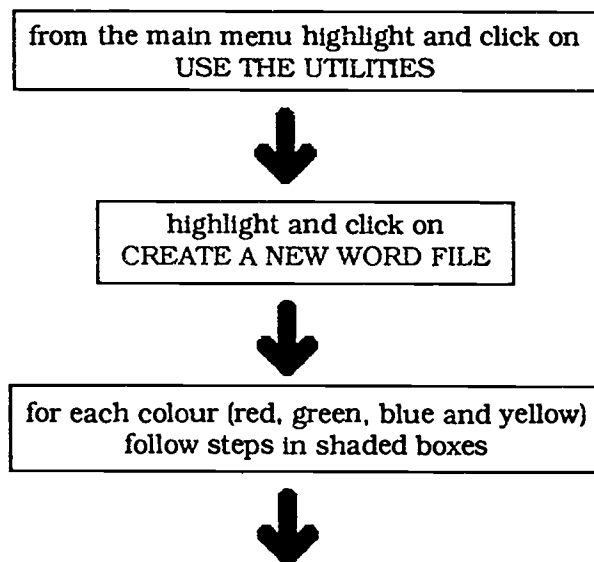 from the main menu highlight and click on
USE THE UTILITIES
highlight and click on
CREATE A NEW WORD FILE
for each colour (red, green, blue and yellow)
follow steps in shaded boxes